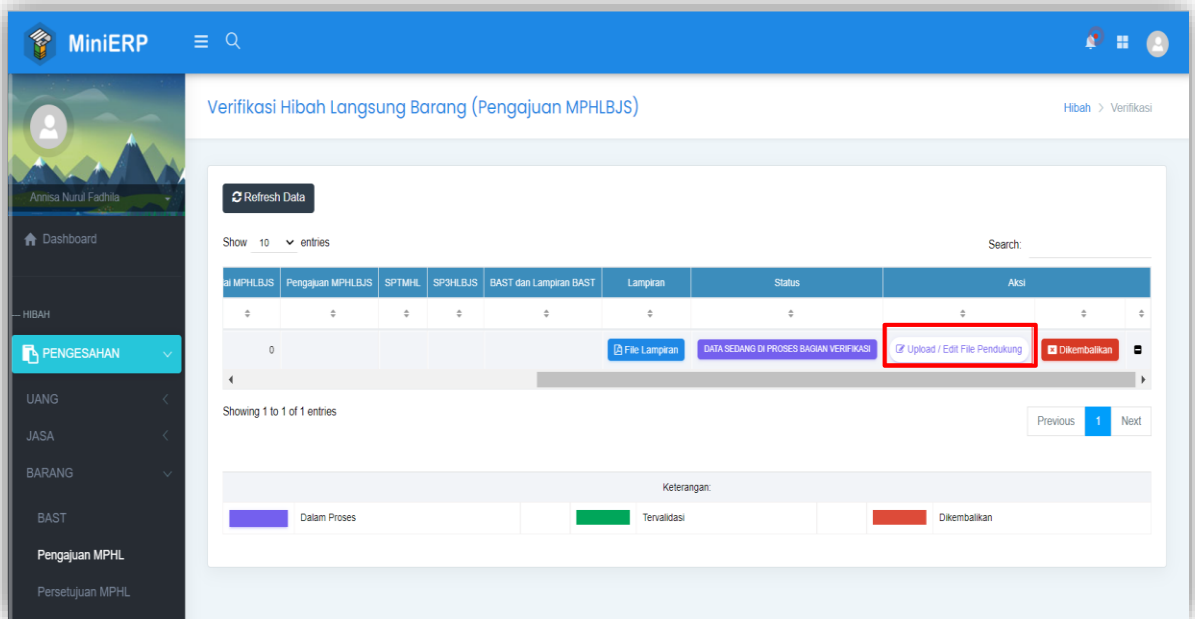 MiniERP
Verifikasi Hibah Langsung Barang (Pengajuan MPHLBJS)
Hibah > Verifikasi
Annisa Nurul Fadhila
Dashboard
HIBAH
PENGESAHAN
UANG
JASA
BARANG
BAST
Pengajuan MPHL
Persetujuan MPHL
Refresh Data
Show 10 entries
Search:
ai MPHLBJS Pengajuan MPHLBJS SPTMHL SP3HLBJS BAST dan Lampiran BAST Lampiran Status Aksi
0 File Lampiran DATA SEDANG DI PROSES BAGIAN VERIFIKASI Upload / Edit File Pendukung Dikembalikan
Showing 1 to 1 of 1 entries
Previous 1 Next
Keterangan:
Dalam Proses Tervalidasi Dikembalikan